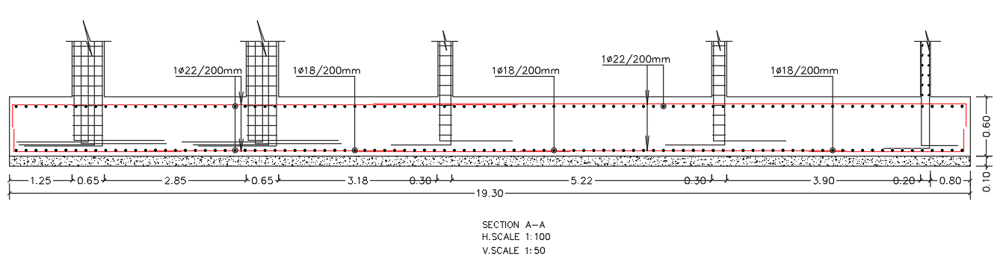 1ø22/200mm
1ø18/200mm
1ø18/200mm
1ø22/200mm
1ø18/200mm
0.60
0.10
1.25 0.65 2.85 0.65 3.18 0.30 5.22 0.30 3.90 0.20 0.80
19.30
SECTION A-A
H.SCALE 1:100
V.SCALE 1:50